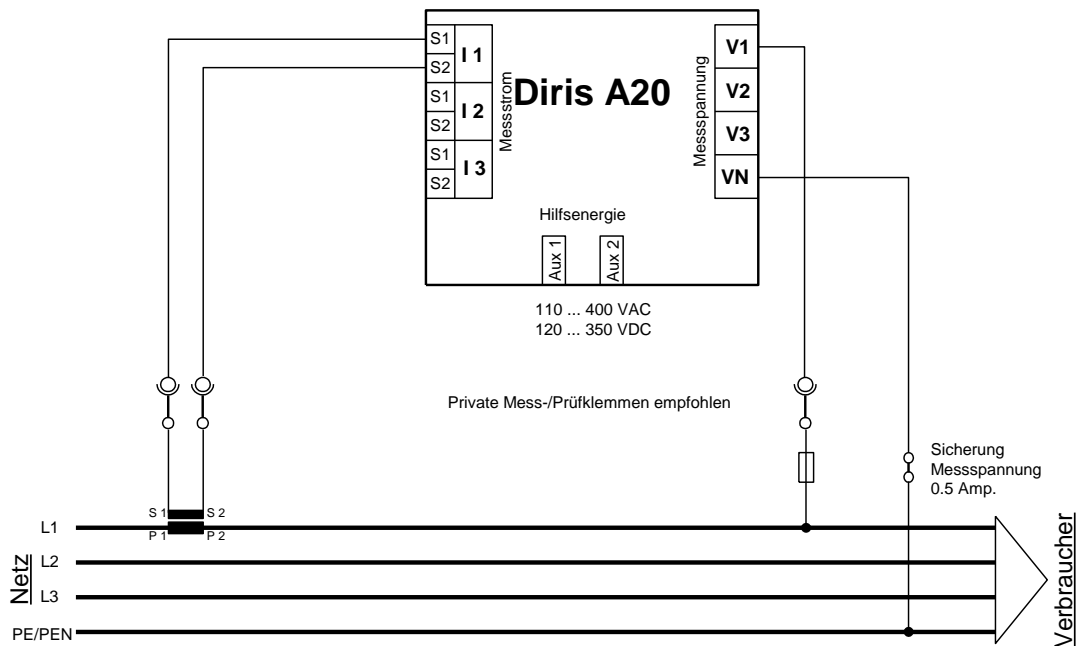 S1
S2
S1
S2
S1
S2
I 1
I 2
I 3
Messstrom
Diris A20
Messspannung
V1
V2
V3
VN
Hilfsenergie
Aux 1
Aux 2
110 ... 400 VAC
120 ... 350 VDC
Private Mess-/Prüfklemmen empfohlen
Sicherung
Messspannung
0.5 Amp.
S 1
S 2
P 1
P 2
Netz
L1
L2
L3
PE/PEN
Verbraucher